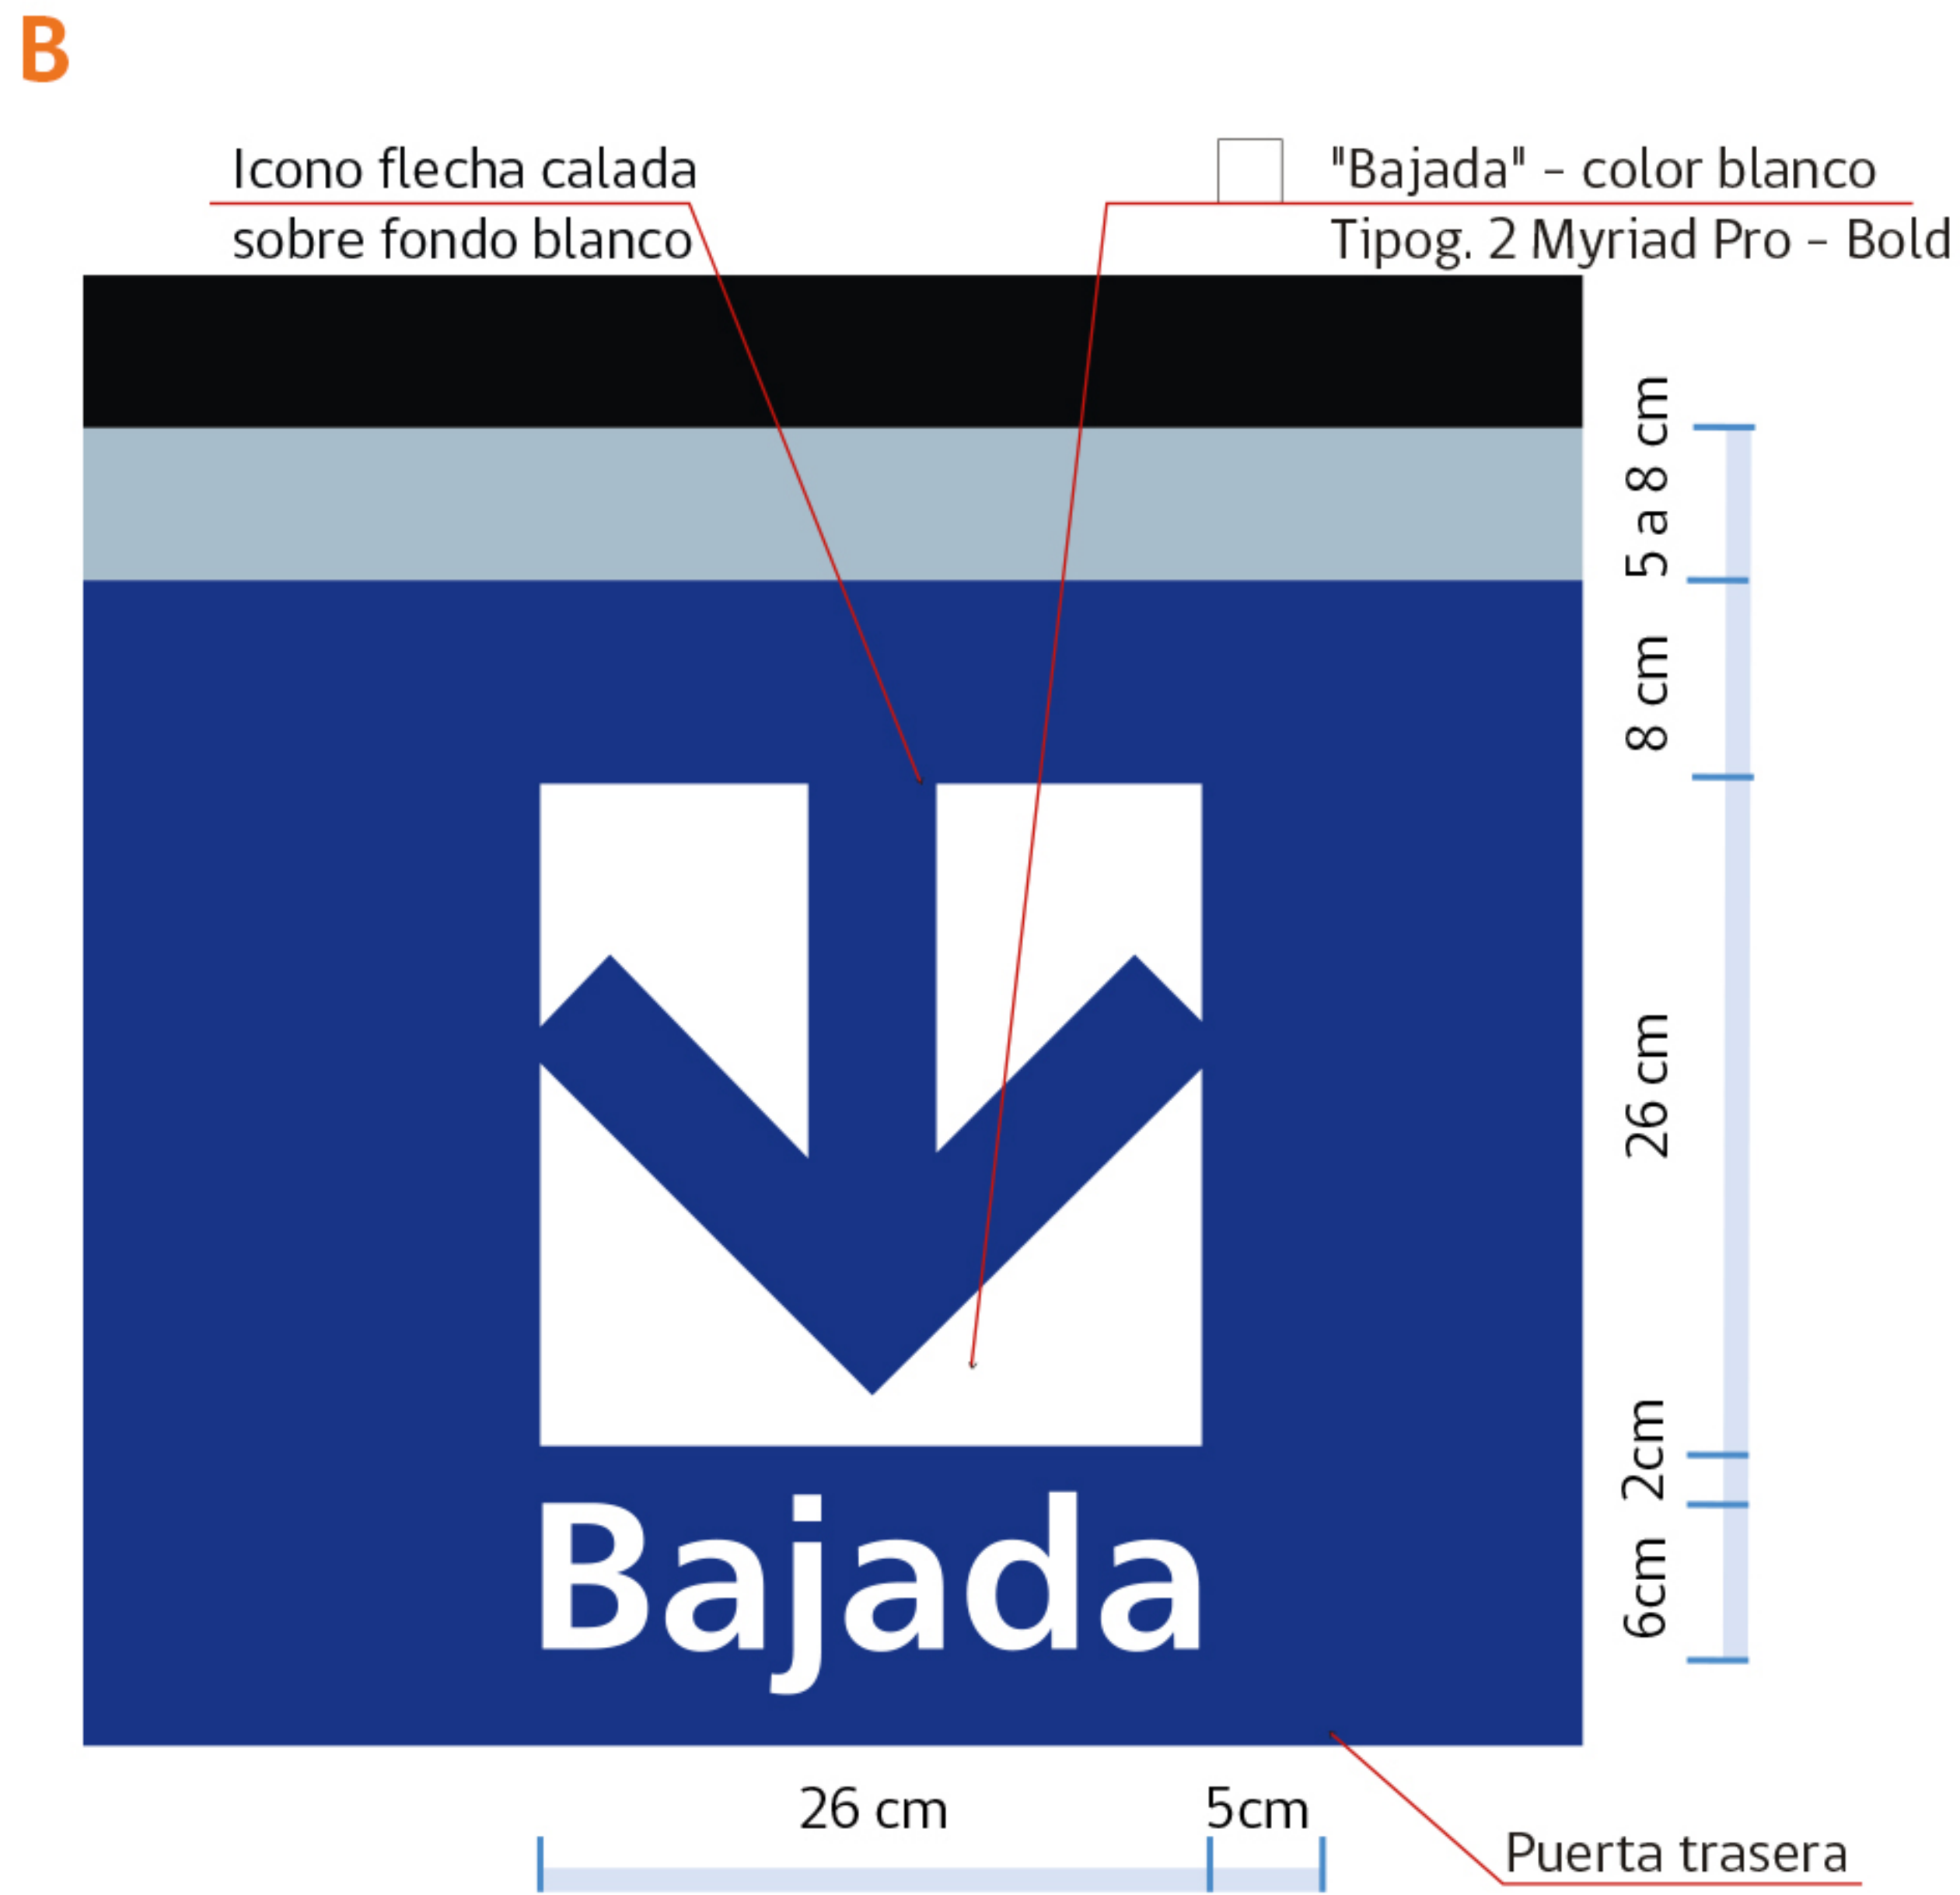 B
Icono flecha calada
sobre fondo blanco
"Bajada" – color blanco
Tipog. 2 Myriad Pro – Bold
5 a 8 cm
8 cm
26 cm
2cm
6cm
Bajada
26 cm
5cm
Puerta trasera